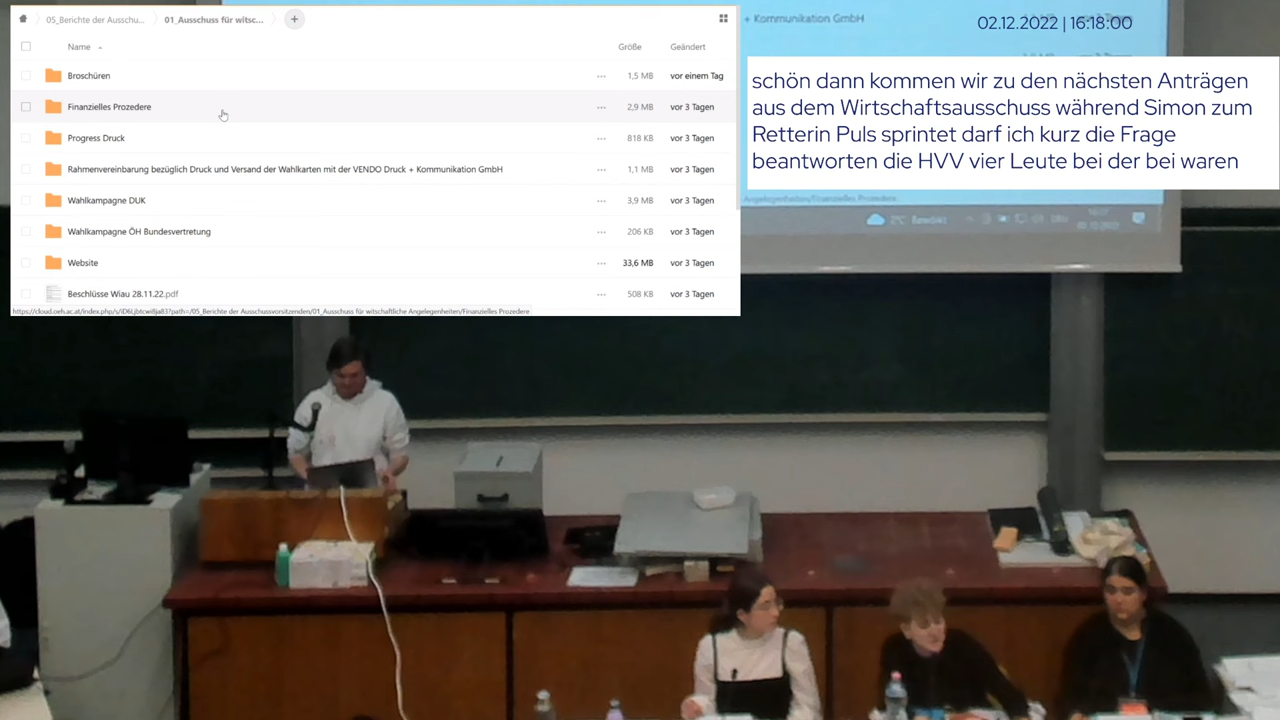 05_Berichte der Ausschu... 01_Ausschuss für witsc... +
Name Größe Geändert
Broschüren ... 1,5 MB vor einem Tag
Finanzielles Prozedere ... 2,9 MB vor 3 Tagen
Progress Druck ... 818 KB vor 3 Tagen
Rahmenvereinbarung bezüglich Druck und Versand der Wahlkarten mit der VENDO Druck + Kommunikation GmbH ... 1,1 MB vor 3 Tagen
Wahlkampagne DUK ... 3,9 MB vor 3 Tagen
Wahlkampagne ÖH Bundesvertretung ... 206 KB vor 3 Tagen
Website ... 33,6 MB vor 3 Tagen
Beschlüsse Wiau 28.11.22.pdf ... 508 KB vor 3 Tagen
+ Kommunikation GmbH
02.12.2022 | 16:18:00
schön dann kommen wir zu den nächsten Anträgen
aus dem Wirtschaftsausschuss während Simon zum
Retterin Puls sprintet darf ich kurz die Frage
beantworten die HVV vier Leute bei der bei waren
Angelegenheiten/Finanzielles Prozedere
2°C Bewölkt